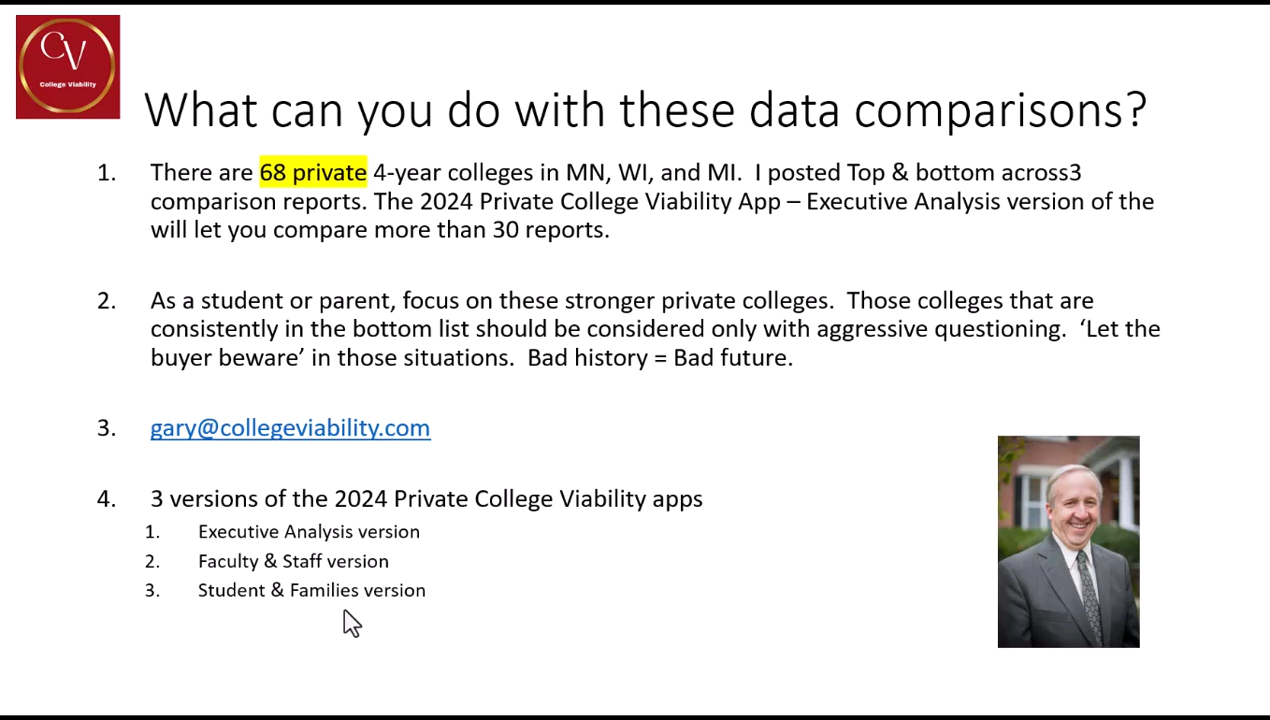 CV
College Viability
What can you do with these data comparisons?
1. There are 68 private 4-year colleges in MN, WI, and MI. I posted Top & bottom across3
comparison reports. The 2024 Private College Viability App – Executive Analysis version of the
will let you compare more than 30 reports.
2. As a student or parent, focus on these stronger private colleges. Those colleges that are
consistently in the bottom list should be considered only with aggressive questioning. ‘Let the
buyer beware’ in those situations. Bad history = Bad future.
3. gary@collegeviability.com
4. 3 versions of the 2024 Private College Viability apps
1. Executive Analysis version
2. Faculty & Staff version
3. Student & Families version